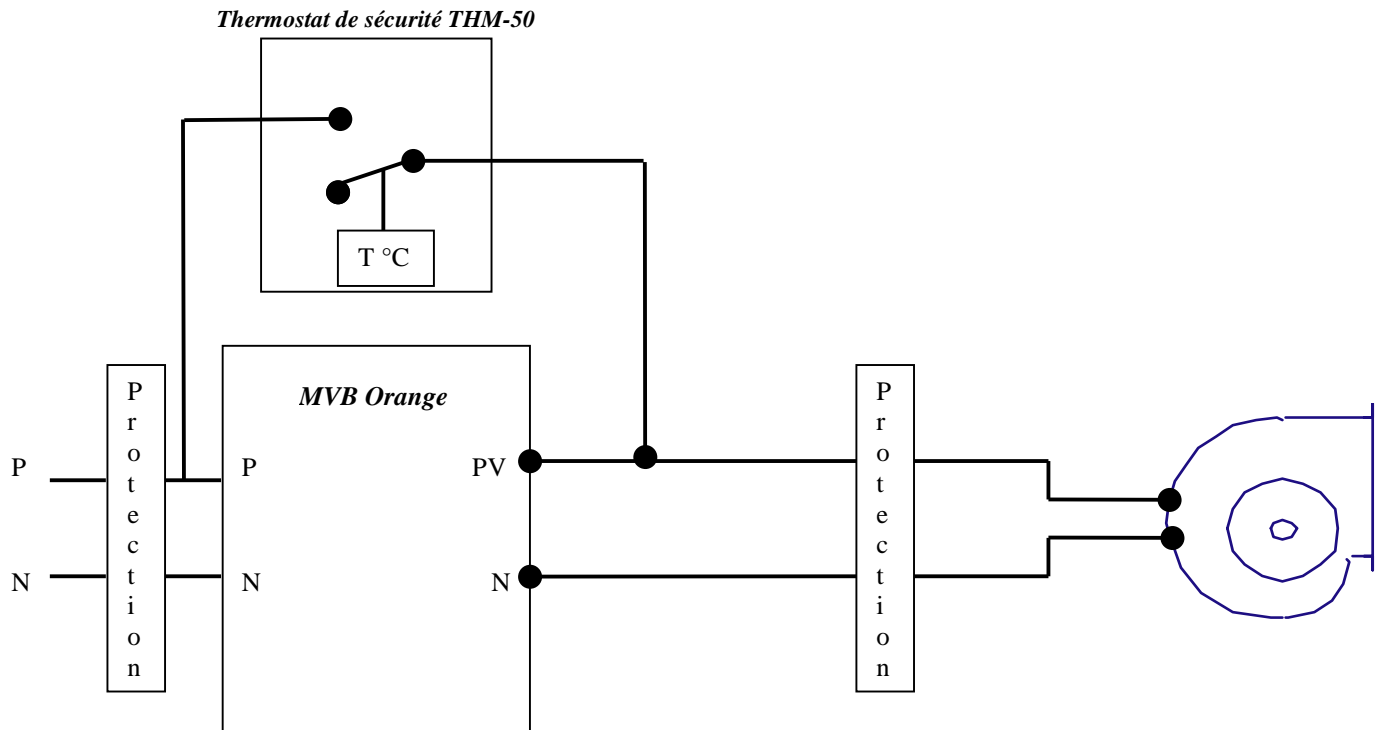 Thermostat de sécurité THM-50
T °C
MVB Orange
Protection
Protection
P
P
PV
N
N
N